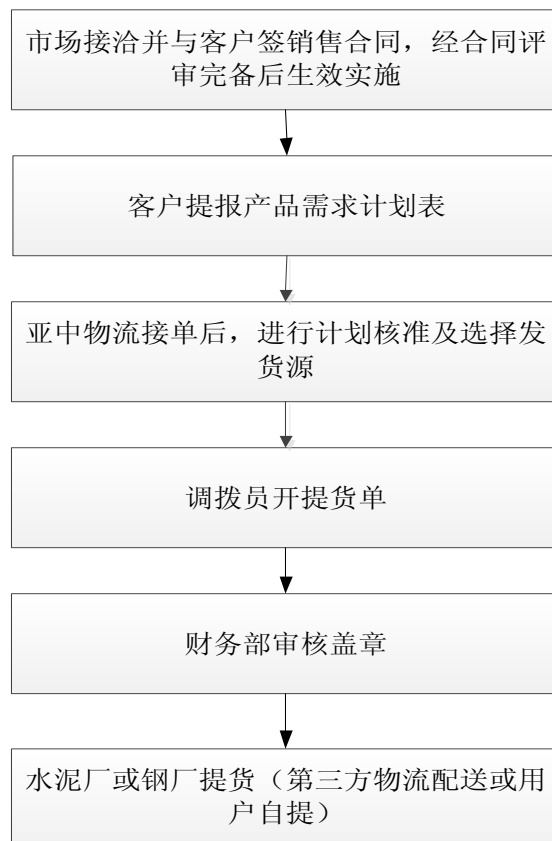 市场接洽并与客户签销售合同，经合同评
审完备后生效实施
客户提报产品需求计划表
亚中物流接单后，进行计划核准及选择发
货源
调拨员开提货单
财务部审核盖章
水泥厂或钢厂提货（第三方物流配送或用
户自提）